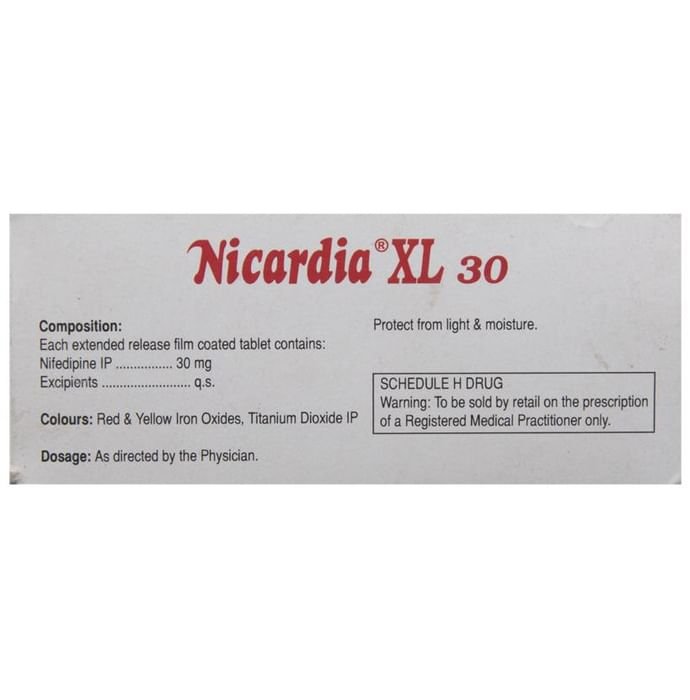 Nicardia® XL 30
Composition:
Each extended release film coated tablet contains:
Nifedipine IP ................ 30 mg
Excipients ......................... q.s.
Colours: Red & Yellow Iron Oxides, Titanium Dioxide IP
Dosage: As directed by the Physician.
Protect from light & moisture.
SCHEDULE H DRUG
Warning: To be sold by retail on the prescription
of a Registered Medical Practitioner only.